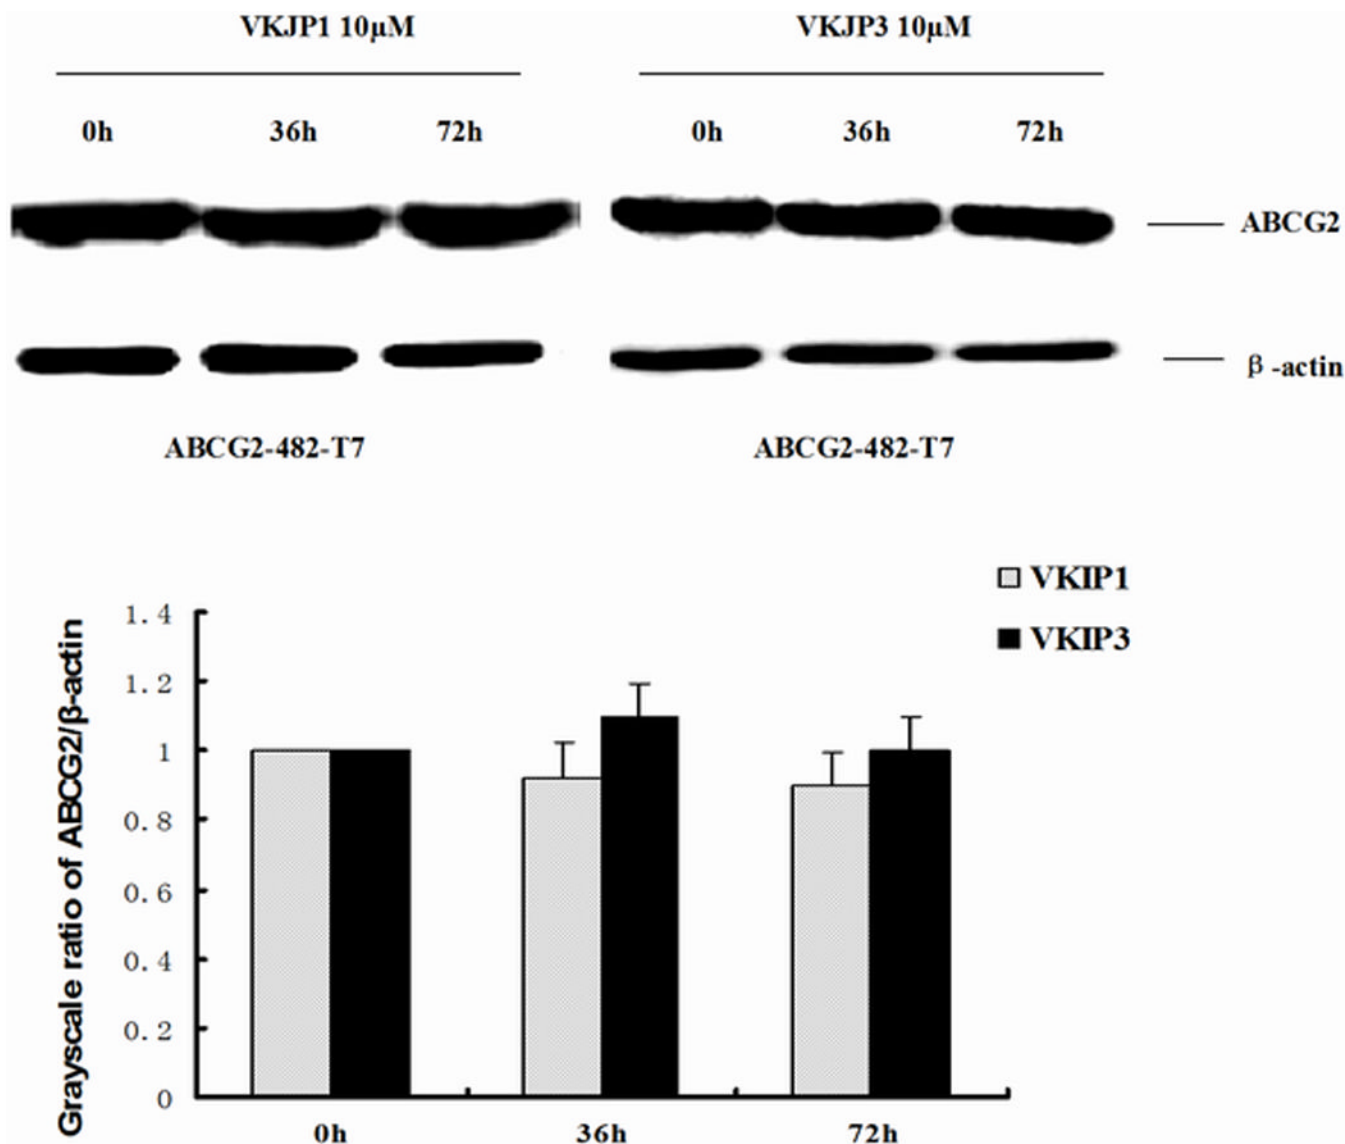 VKJP1 10μM VKJP3 10μM
0h 36h 72h 0h 36h 72h
ABCG2
β-actin
ABCG2-482-T7 ABCG2-482-T7
VKIP1
VKIP3
Grayscale ratio of ABCG2/β-actin
1.4
1.2
1
0.8
0.6
0.4
0.2
0
0h 36h 72h